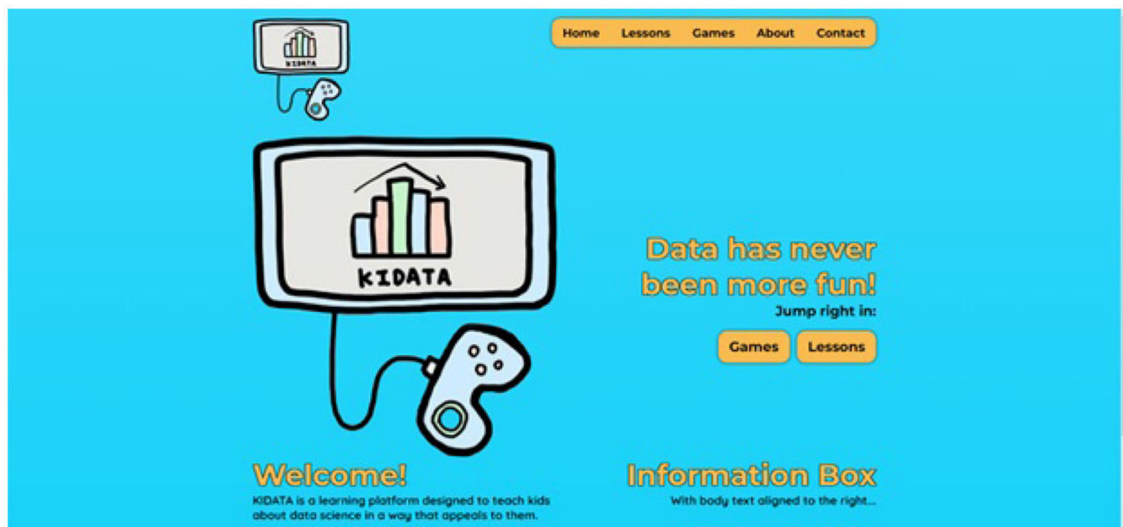 KIDATA
Home Lessons Games About Contact
KIDATA
Data has never
been more fun!
Jump right in:
Games Lessons
Welcome!
KIDATA is a learning platform designed to teach kids
about data science in a way that appeals to them.
Information Box
With body text aligned to the right...